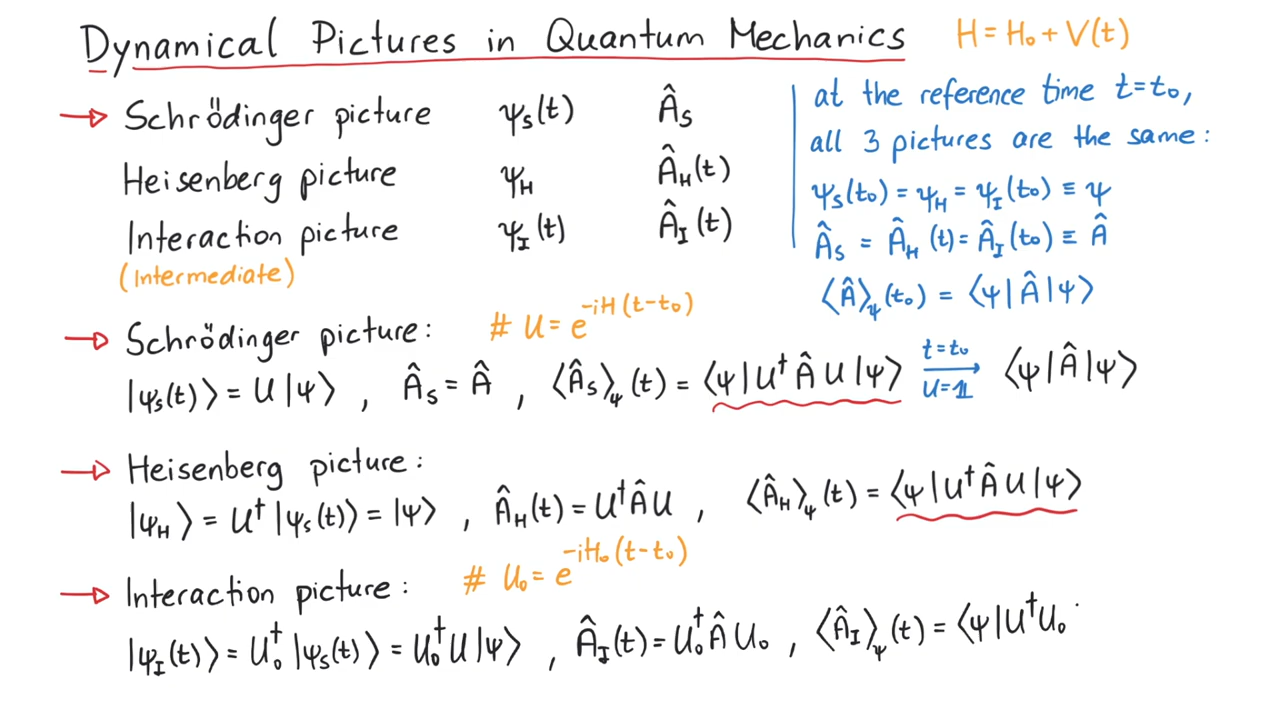 Dynamical Pictures in Quantum Mechanics
H = H₀ + V(t)
→ Schrödinger picture ψ_S(t) Â_S
Heisenberg picture ψ_H Â_H(t)
Interaction picture ψ_I(t) Â_I(t)
(Intermediate)
at the reference time t=t₀,
all 3 pictures are the same:
ψ_S(t₀) = ψ_H = ψ_I(t₀) ≡ ψ
Â_S = Â_H(t) = Â_I(t₀) ≡ Â
⟨Â⟩_ψ(t₀) = ⟨ψ|Â|ψ⟩
→ Schrödinger picture: # U = e^{-iH(t-t₀)}
|ψ_S(t)⟩ = U|ψ⟩ , Â_S = Â , ⟨Â_S⟩_ψ(t) = ⟨ψ|U†ÂU|ψ⟩ t=t₀ → U=𝟙 ⟨ψ|Â|ψ⟩
→ Heisenberg picture:
|ψ_H⟩ = U†|ψ_S(t)⟩ = |ψ⟩ , Â_H(t) = U†ÂU , ⟨Â_H⟩_ψ(t) = ⟨ψ|U†ÂU|ψ⟩
→ Interaction picture: # U₀ = e^{-iH₀(t-t₀)}
|ψ_I(t)⟩ = U₀†|ψ_S(t)⟩ = U₀†U|ψ⟩ , Â_I(t) = U₀†ÂU₀ , ⟨Â_I⟩_ψ(t) = ⟨ψ|U†U₀